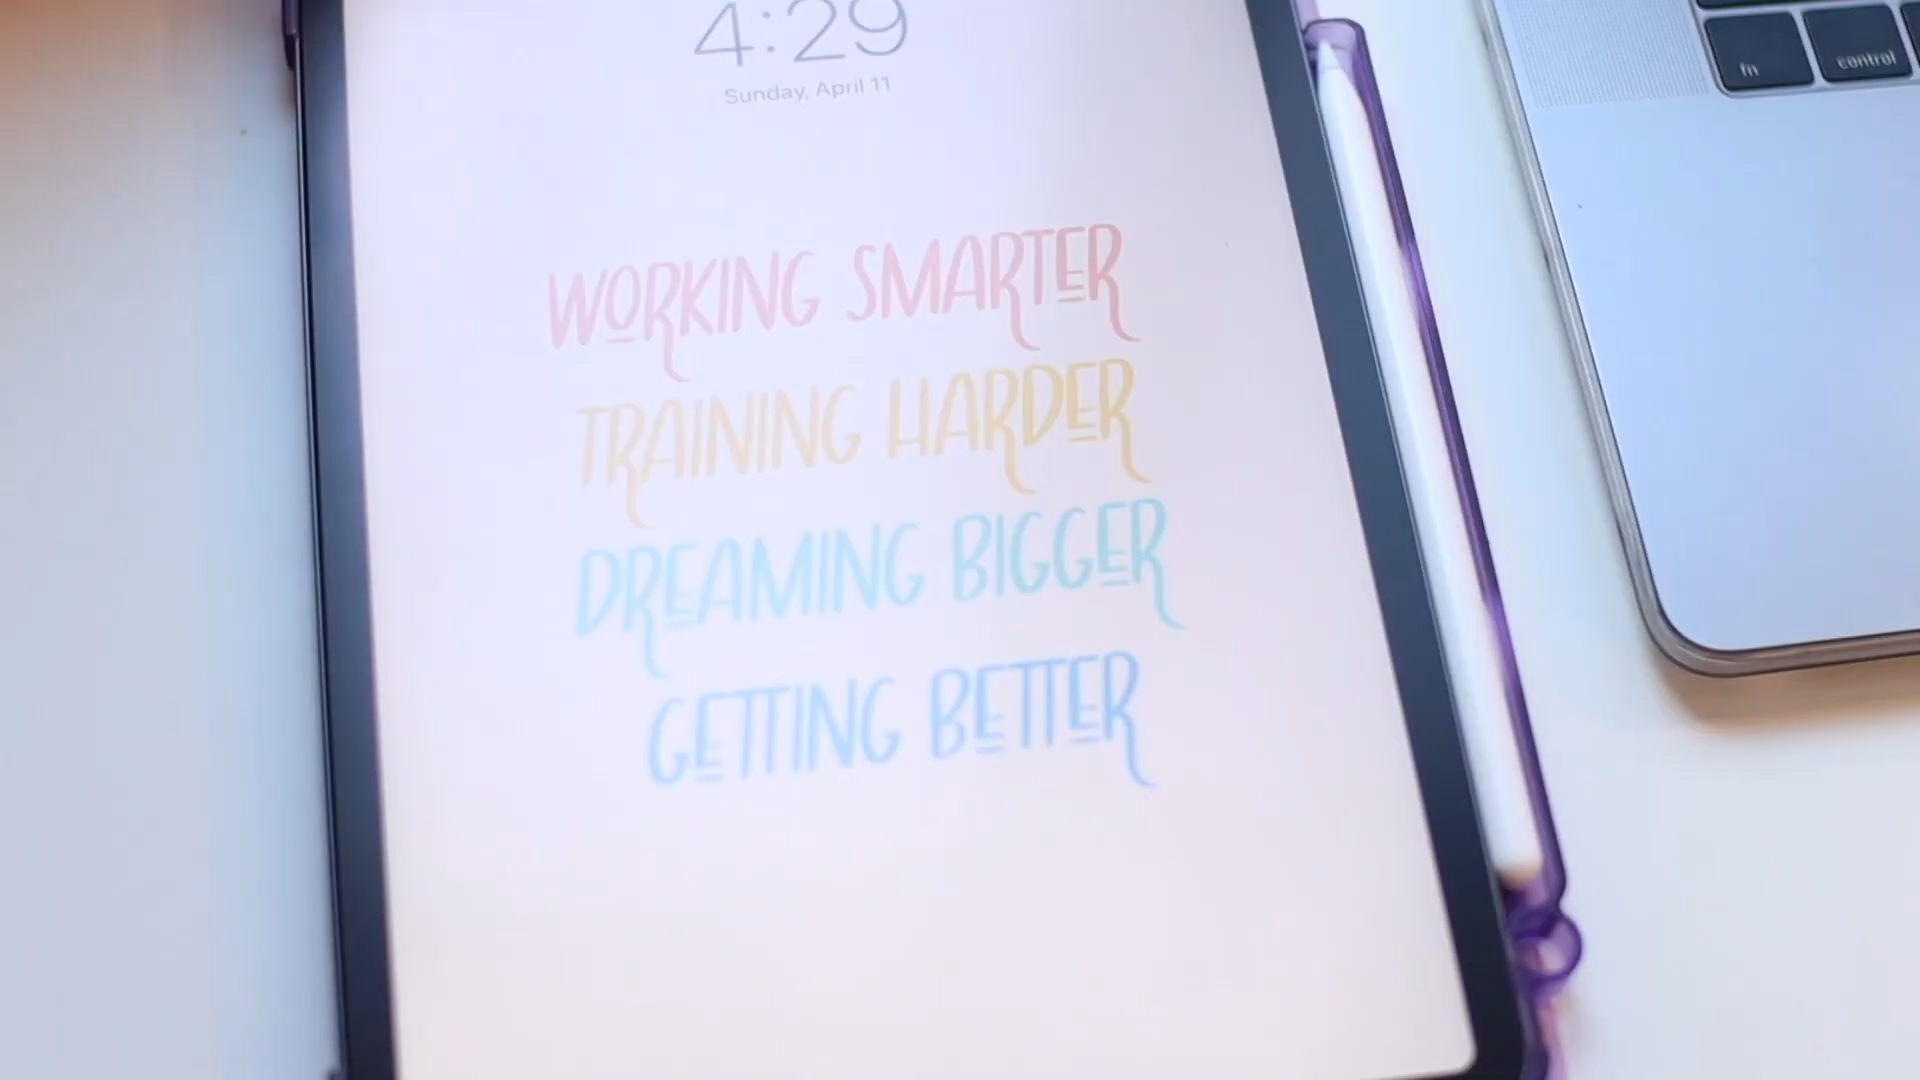 4:29
Sunday, April 11
WORKING SMARTER
TRAINING HARDER
DREAMING BIGGER
GETTING BETTER
fn
control